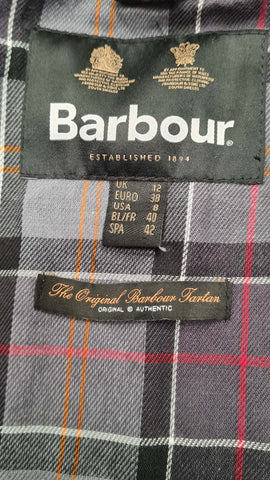 Barbour®
ESTABLISHED 1894
UK 12
EURO 38
USA 8
BL/FR 40
SPA 42
The Original Barbour Tartan
ORIGINAL © AUTHENTIC